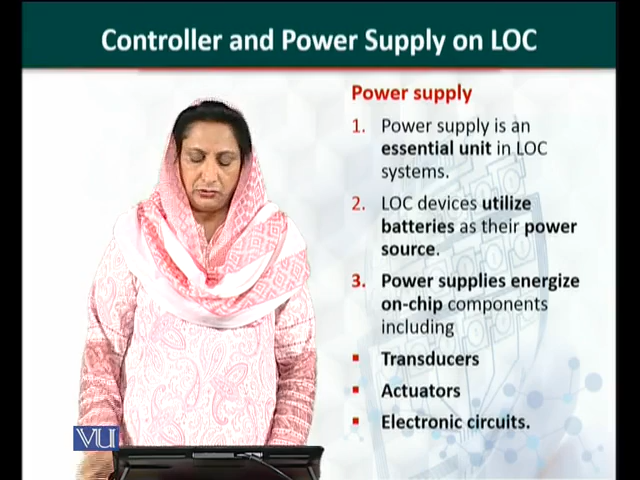 Controller and Power Supply on LOC
Power supply
1. Power supply is an
essential unit in LOC
systems.
2. LOC devices utilize
batteries as their power
source.
3. Power supplies energize
on-chip components
including
▪ Transducers
▪ Actuators
▪ Electronic circuits.
VU